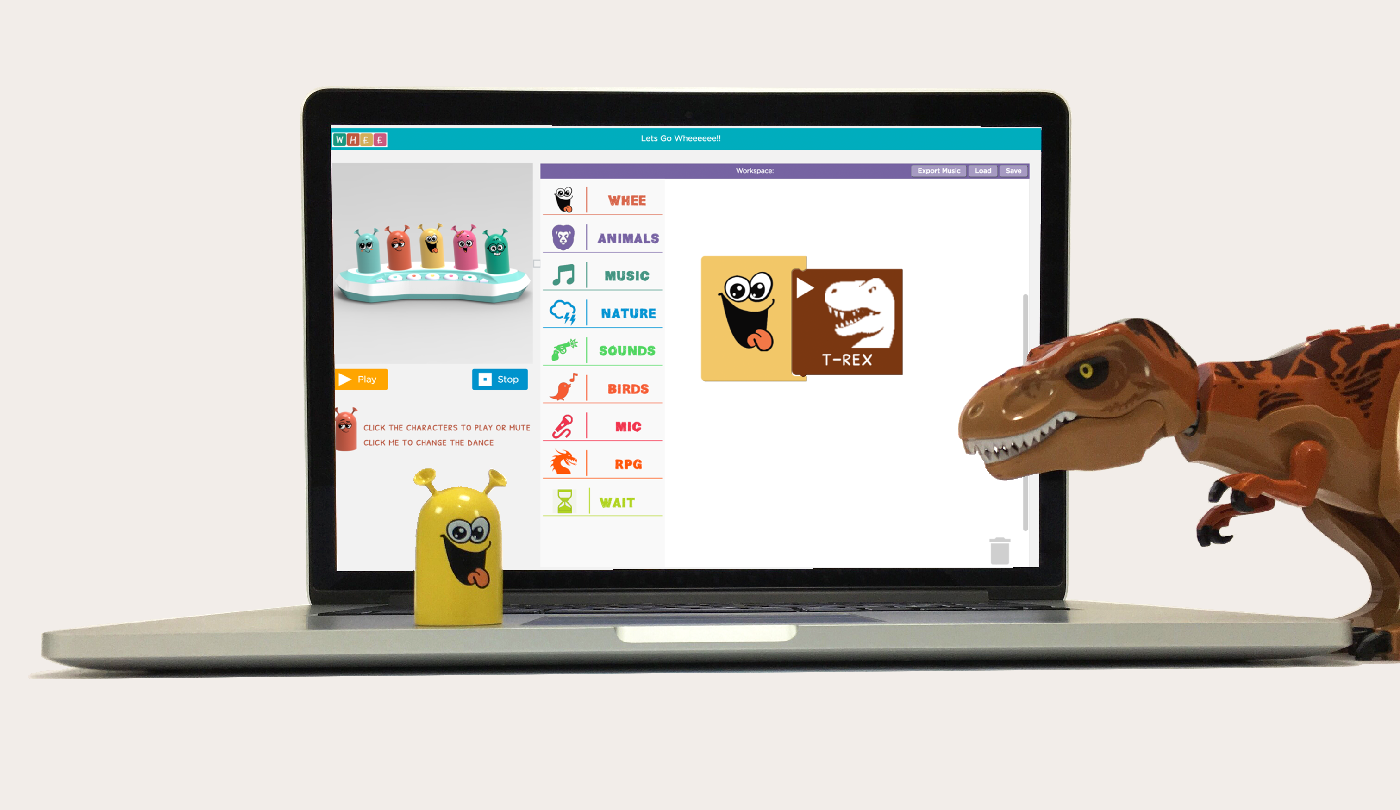 WHEE
Lets Go Wheeeeee!!
Workspace:
Export Music
Load
Save
WHEE
ANIMALS
MUSIC
NATURE
SOUNDS
BIRDS
MIC
RPG
WAIT
T-REX
Play
Stop
CLICK THE CHARACTERS TO PLAY OR MUTE
CLICK ME TO CHANGE THE DANCE